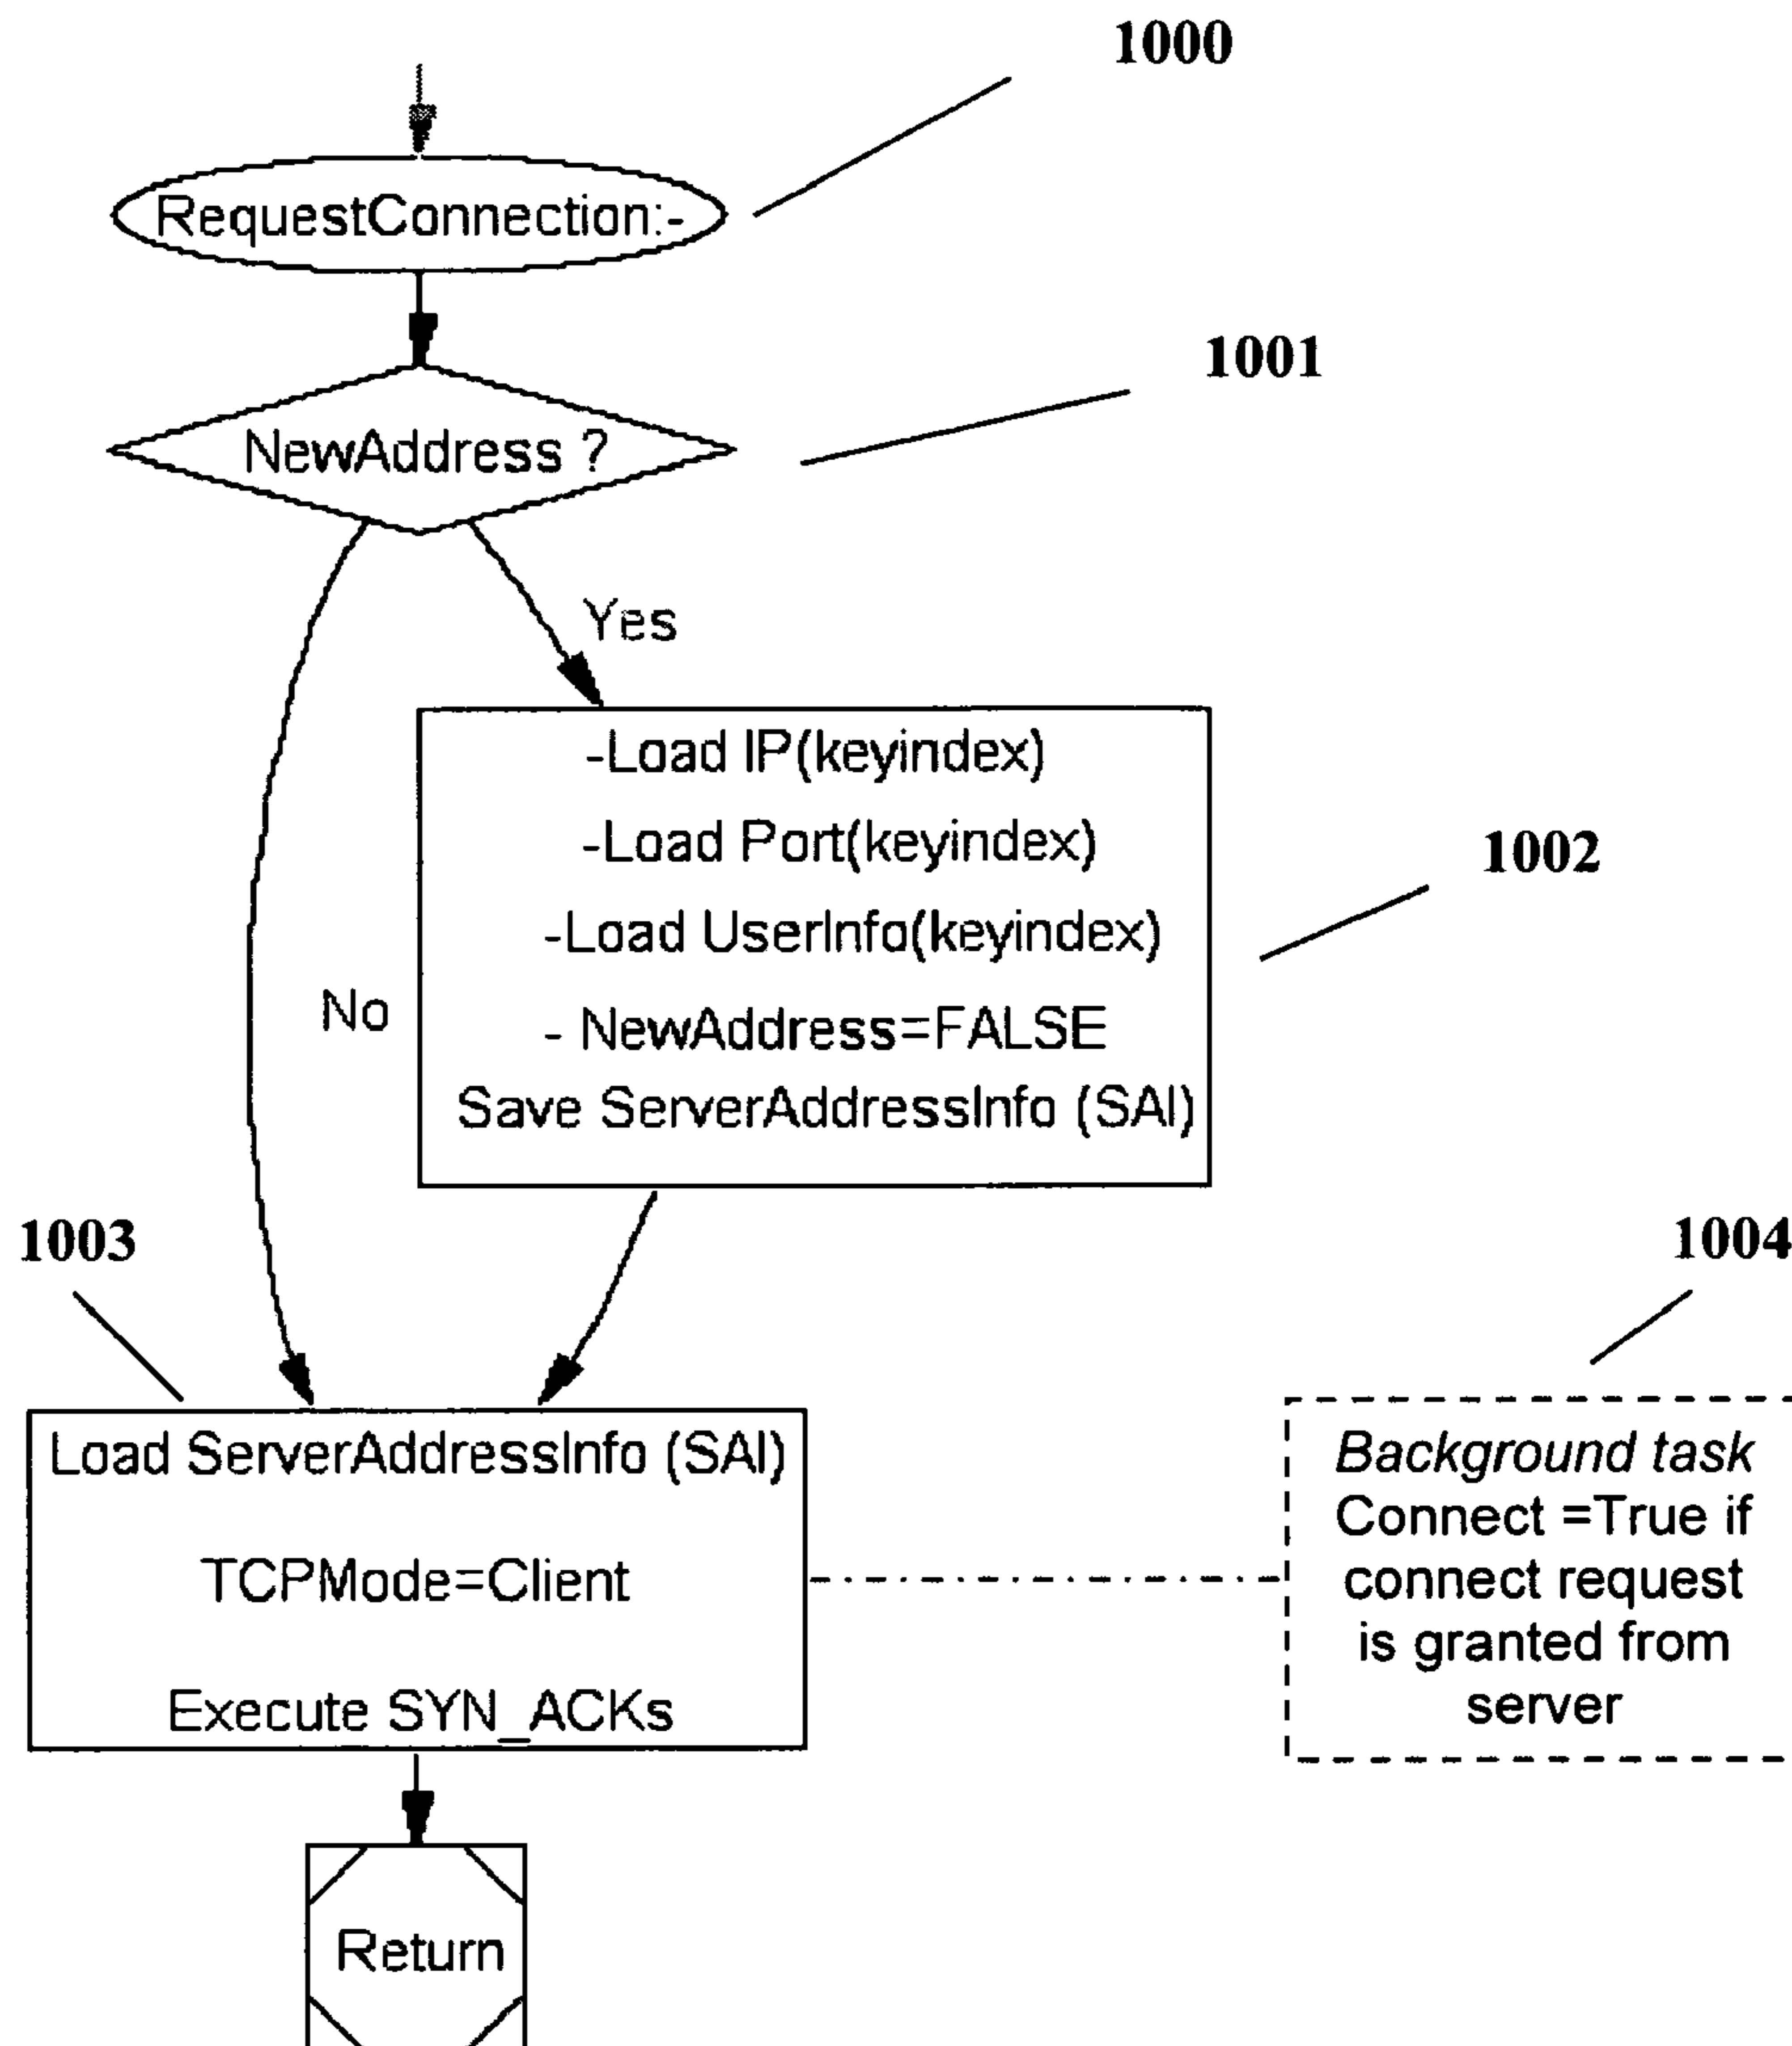 1000
RequestConnection:-
1001
NewAddress ?
Yes
-Load IP(keyindex)
-Load Port(keyindex)
1002
-Load UserInfo(keyindex)
No
- NewAddress=FALSE
Save ServerAddressInfo (SAI)
1003
1004
Load ServerAddressInfo (SAI)
TCPMode=Client
Execute SYN_ACKs
Background task
Connect =True if
connect request
is granted from
server
Return